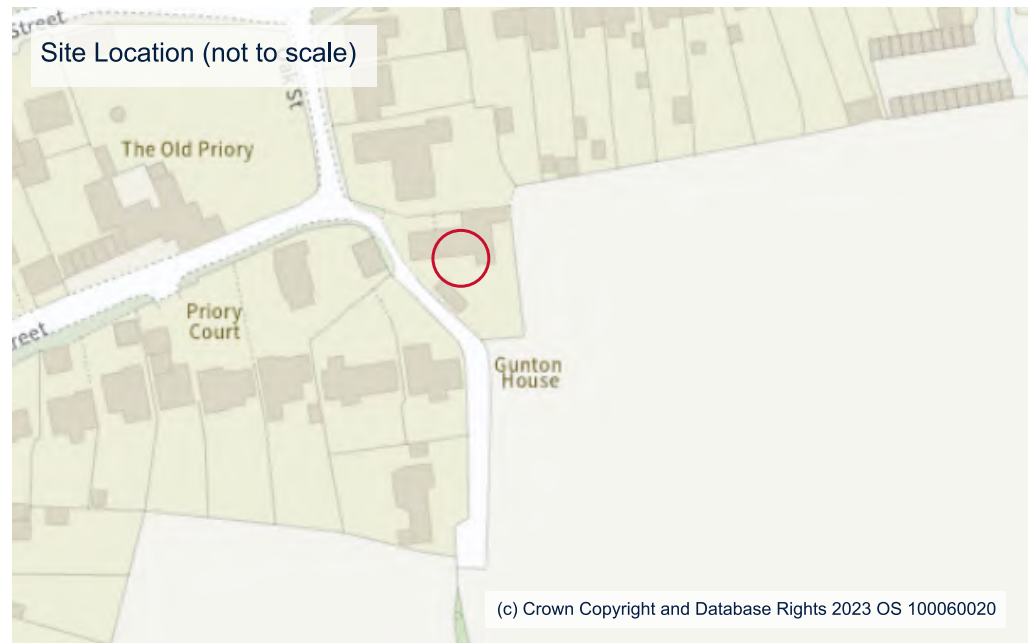 Street
Site Location (not to scale)
St
The Old Priory
Priory
Court
Gunton
House
(c) Crown Copyright and Database Rights 2023 OS 100060020